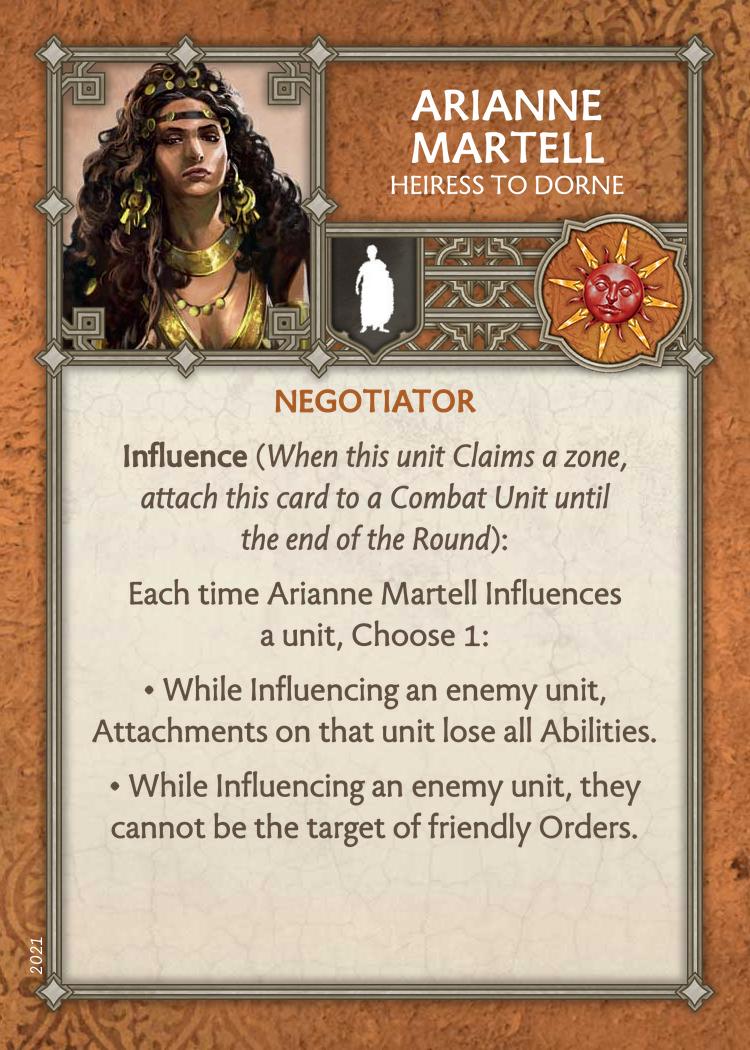 ARIANNE
MARTELL
HEIRESS TO DORNE
NEGOTIATOR
Influence (When this unit Claims a zone,
attach this card to a Combat Unit until
the end of the Round):
Each time Arianne Martell Influences
a unit, Choose 1:
• While Influencing an enemy unit,
Attachments on that unit lose all Abilities.
• While Influencing an enemy unit, they
cannot be the target of friendly Orders.
2021